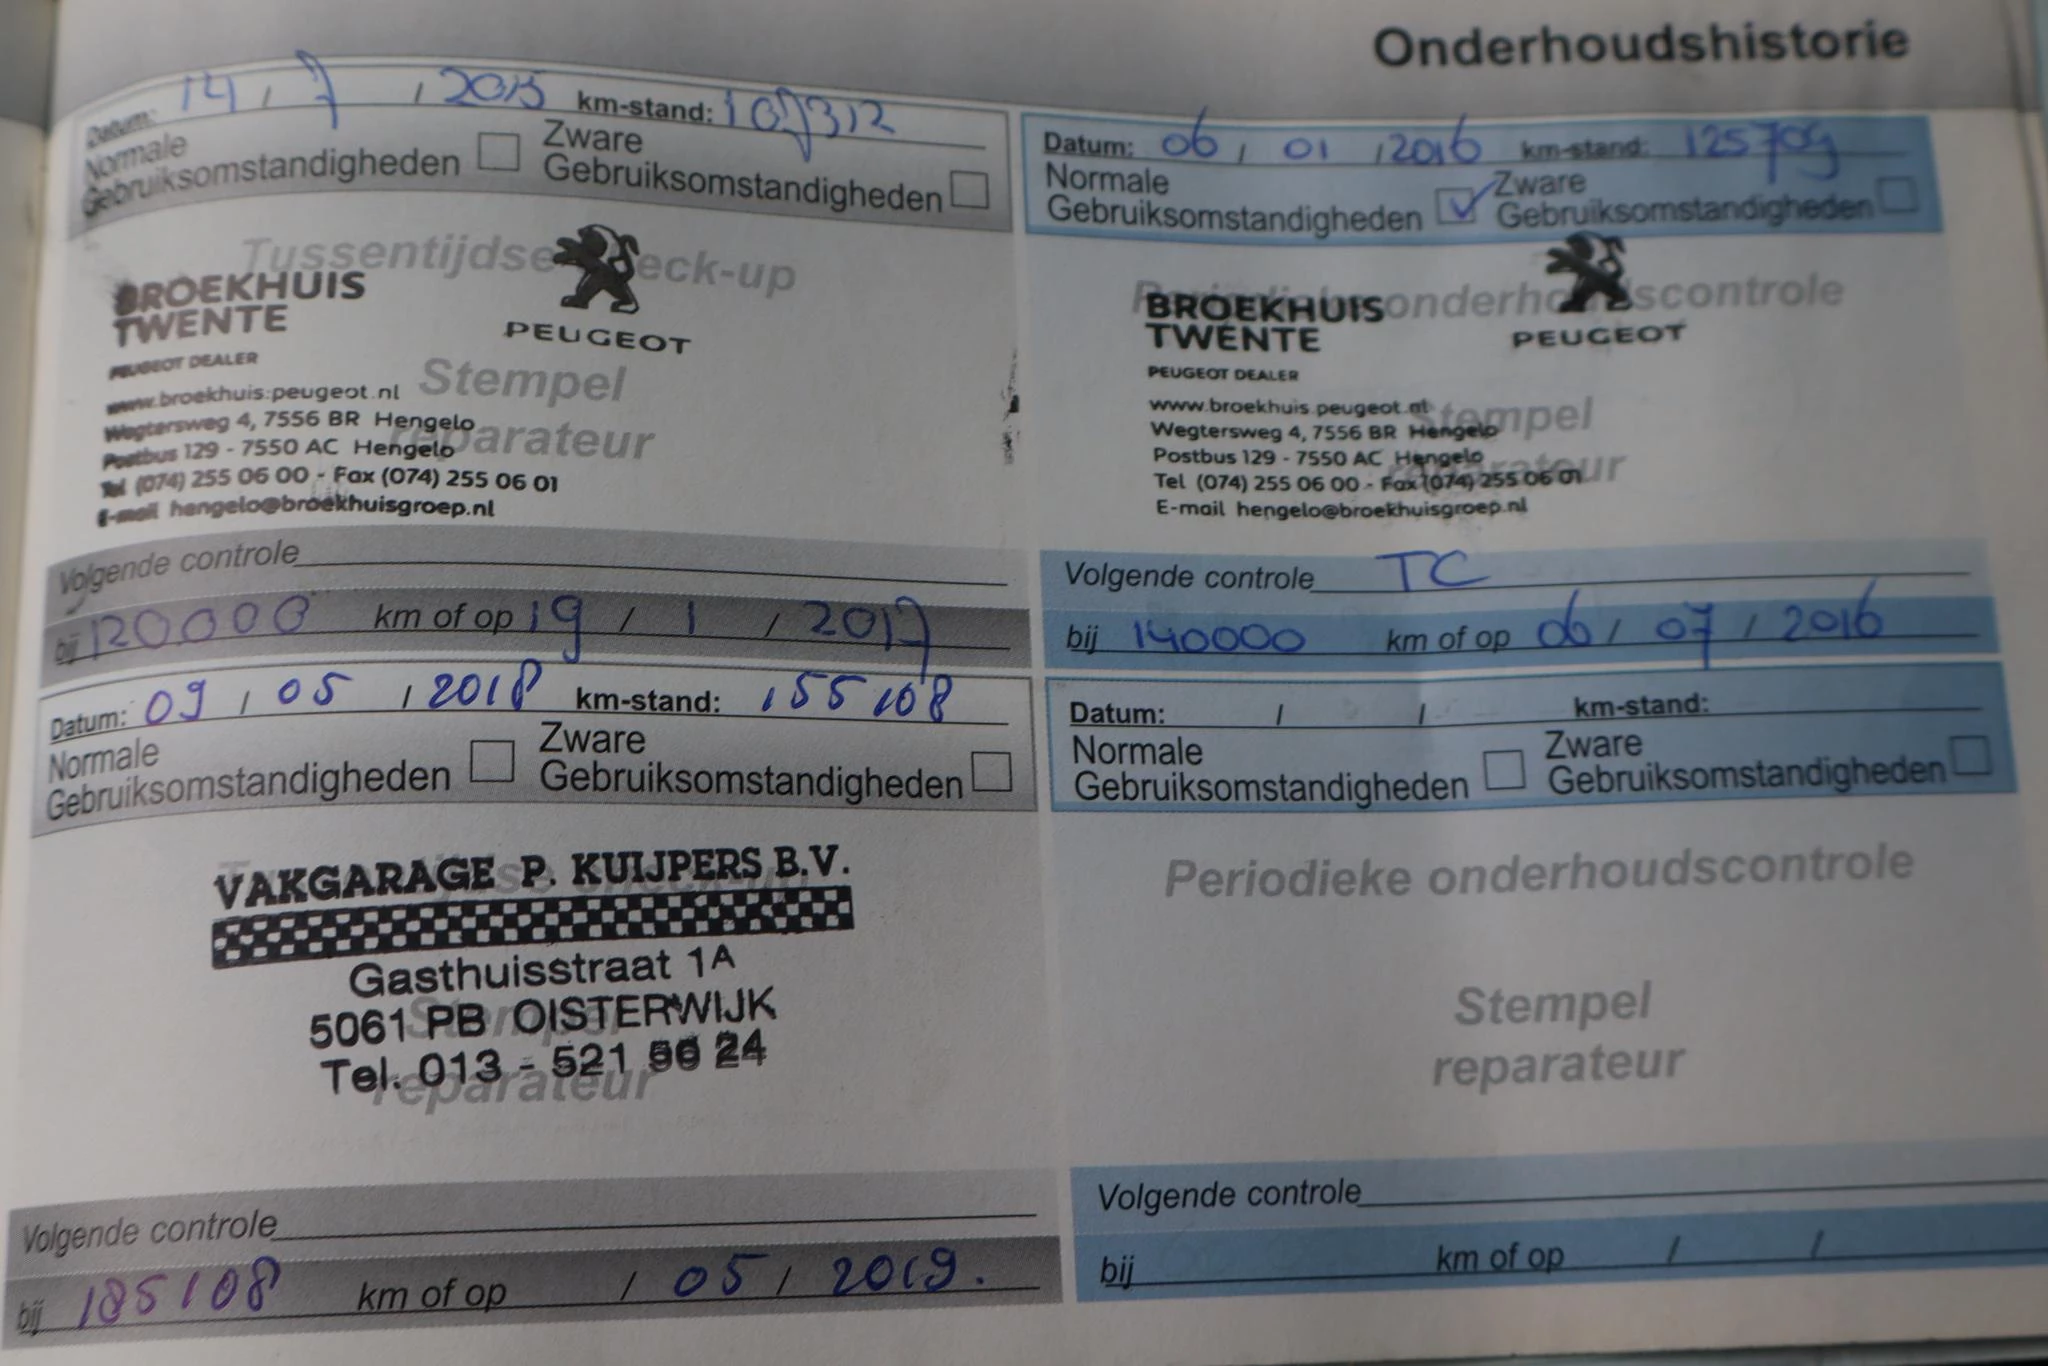 Onderhoudshistorie
Datum: 14 / 7 / 2015 km-stand: 107312
Normale Gebruiksomstandigheden Zware Gebruiksomstandigheden
Tussentijdse check-up
BROEKHUIS
TWENTE
PEUGEOT
PEUGEOT DEALER
Stempel
reparateur
www.broekhuis.peugeot.nl
Wegtersweg 4, 7556 BR Hengelo
Postbus 129 - 7550 AC Hengelo
Tel (074) 255 06 00 - Fax (074) 255 06 01
E-mail hengelo@broekhuisgroep.nl
Volgende controle
bij 120000 km of op 19 / 1 / 2017
Datum: 06 / 01 / 2016 km-stand: 125709
Normale Gebruiksomstandigheden Zware Gebruiksomstandigheden
Periodieke onderhoudscontrole
BROEKHUIS
TWENTE
PEUGEOT
PEUGEOT DEALER
Stempel
reparateur
www.broekhuis.peugeot.nl
Wegtersweg 4, 7556 BR Hengelo
Postbus 129 - 7550 AC Hengelo
Tel (074) 255 06 00 - Fax (074) 255 06 01
E-mail hengelo@broekhuisgroep.nl
Volgende controle TC
bij 140000 km of op 06 / 07 / 2016
Datum: 09 / 05 / 2018 km-stand: 155108
Normale Gebruiksomstandigheden Zware Gebruiksomstandigheden
VAKGARAGE P. KUIJPERS B.V.
Gasthuisstraat 1A
5061 PB OISTERWIJK
Tel. 013 - 521 24
Stempel
reparateur
Volgende controle
bij 185108 km of op / 05 / 2019.
Datum: / / km-stand:
Normale Gebruiksomstandigheden Zware Gebruiksomstandigheden
Periodieke onderhoudscontrole
Stempel
reparateur
Volgende controle
bij km of op / /